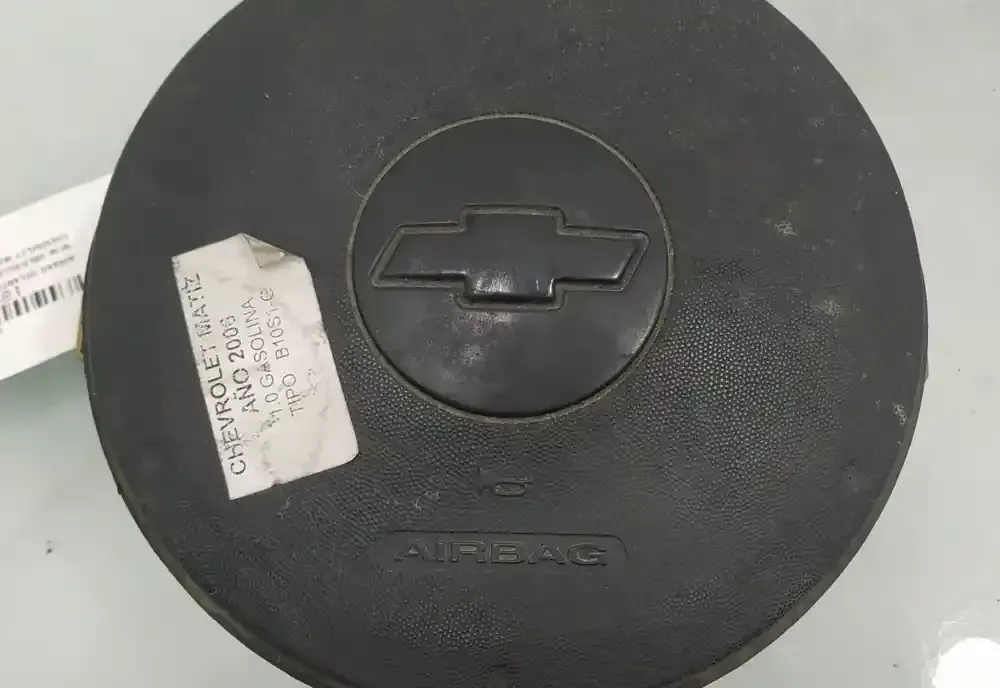 CHEVROLET MATIZ
AÑO 2006
1.0 GASOLINA
TIPO B10S1-G
AIRBAG